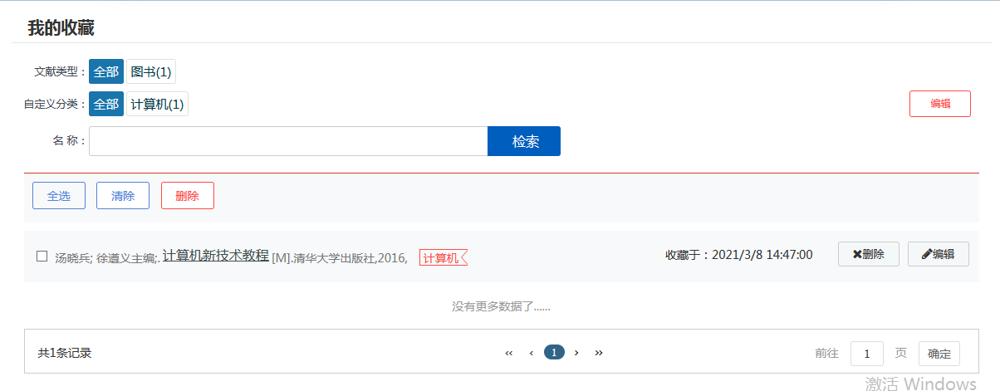 我的收藏
文献类型： 全部 图书(1)
自定义分类： 全部 计算机(1) 编辑
名 称： 检索
全选 清除 删除
汤晓兵; 徐遵义主编;. 计算机新技术教程 [M].清华大学出版社,2016, 计算机 收藏于：2021/3/8 14:47:00 ✖删除 编辑
没有更多数据了......
共1条记录 ‹‹ ‹ 1 › ›› 前往 1 页 确定
激活 Windows